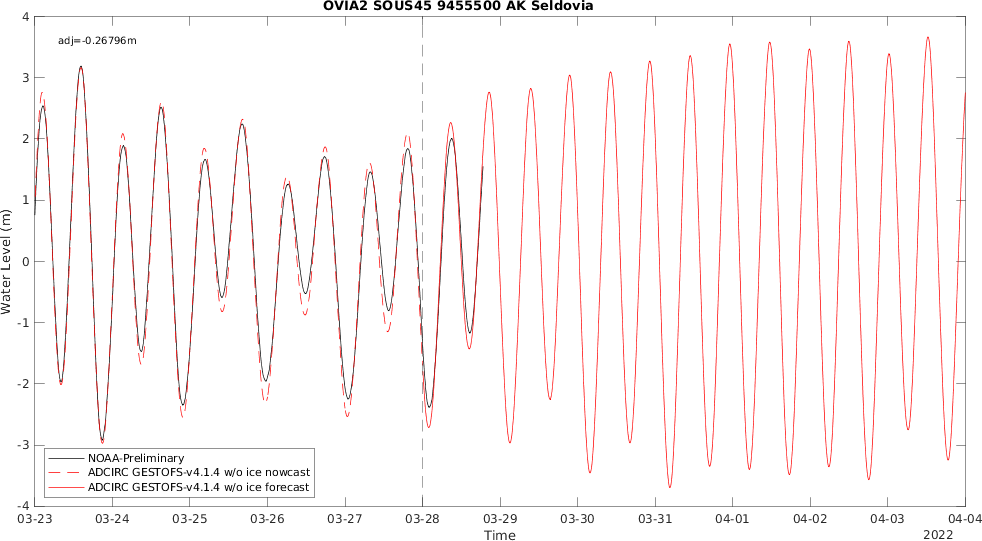 OVIA2 SOUS45 9455500 AK Seldovia
adj=-0.26796m
4
3
2
1
0
-1
-2
-3
-4
Water Level (m)
NOAA-Preliminary
ADCIRC GESTOFS-v4.1.4 w/o ice nowcast
ADCIRC GESTOFS-v4.1.4 w/o ice forecast
03-23 03-24 03-25 03-26 03-27 03-28 03-29 03-30 03-31 04-01 04-02 04-03 04-04
Time
2022